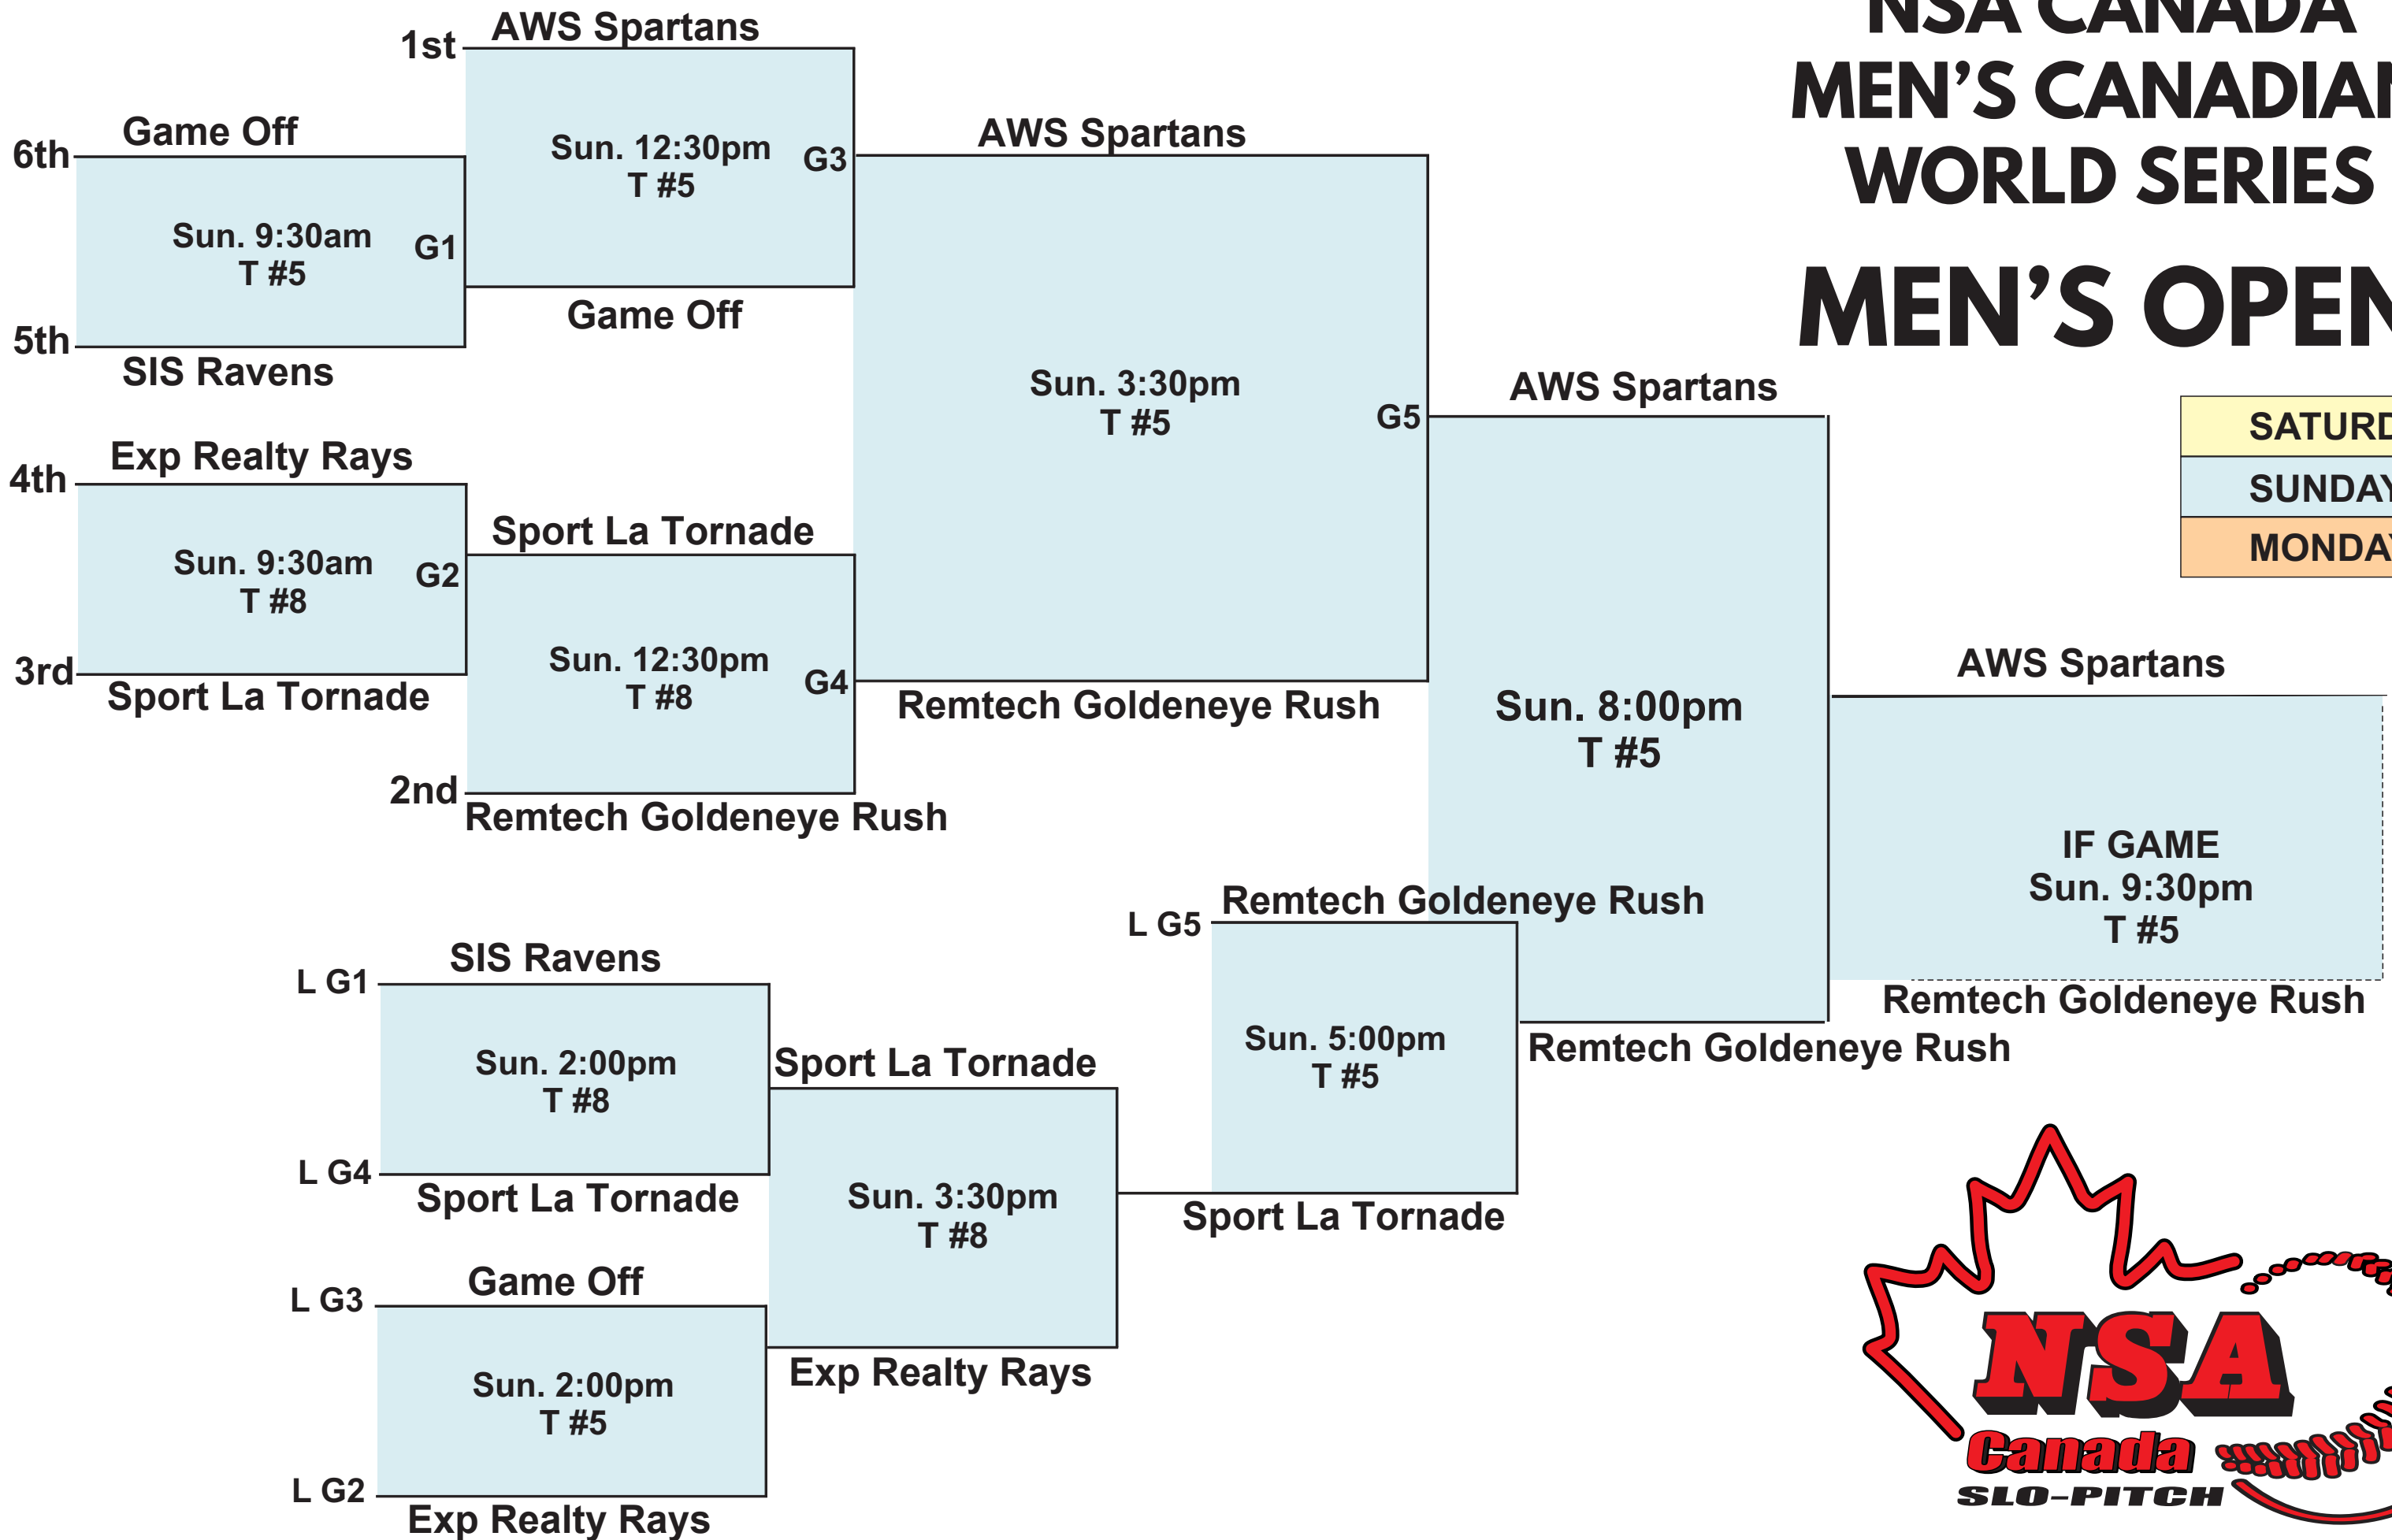 NSA CANADA
MEN'S CANADIAN
WORLD SERIES
MEN'S OPEN
SUNDAY
MONDAY
1st
AWS Spartans
Sun. 12:30pm
T #5
G3
Game Off
6th
Game Off
Sun. 9:30am
T #5
G1
5th
SIS Ravens
4th
Exp Realty Rays
Sun. 9:30am
T #8
G2
3rd
Sport La Tornade
Sport La Tornade
Sun. 12:30pm
T #8
G4
2nd
Remtech Goldeneye Rush
AWS Spartans
Sun. 3:30pm
T #5
G5
Remtech Goldeneye Rush
AWS Spartans
Sun. 8:00pm
T #5
Remtech Goldeneye Rush
AWS Spartans
IF GAME
Sun. 9:30pm
T #5
Remtech Goldeneye Rush
L G5
Remtech Goldeneye Rush
Sun. 5:00pm
T #5
Sport La Tornade
L G1
SIS Ravens
Sun. 2:00pm
T #8
L G4
Sport La Tornade
Sport La Tornade
Sun. 3:30pm
T #8
Exp Realty Rays
L G3
Game Off
Sun. 2:00pm
T #5
L G2
Exp Realty Rays
NSA
Canada
SLO-PITCH